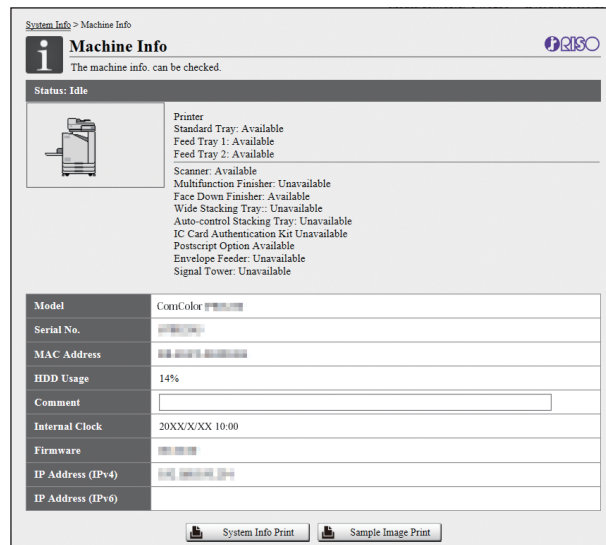 System Info > Machine Info
Machine Info
RISO
The machine info. can be checked.
Status: Idle
Printer
Standard Tray: Available
Feed Tray 1: Available
Feed Tray 2: Available
Scanner: Available
Multifunction Finisher: Unavailable
Face Down Finisher: Available
Wide Stacking Tray:: Unavailable
Auto-control Stacking Tray: Unavailable
IC Card Authentication Kit Unavailable
Postscript Option Available
Envelope Feeder: Unavailable
Signal Tower: Unavailable
Model ComColor
Serial No.
MAC Address
HDD Usage 14%
Comment
Internal Clock 20XX/X/XX 10:00
Firmware
IP Address (IPv4)
IP Address (IPv6)
System Info Print Sample Image Print